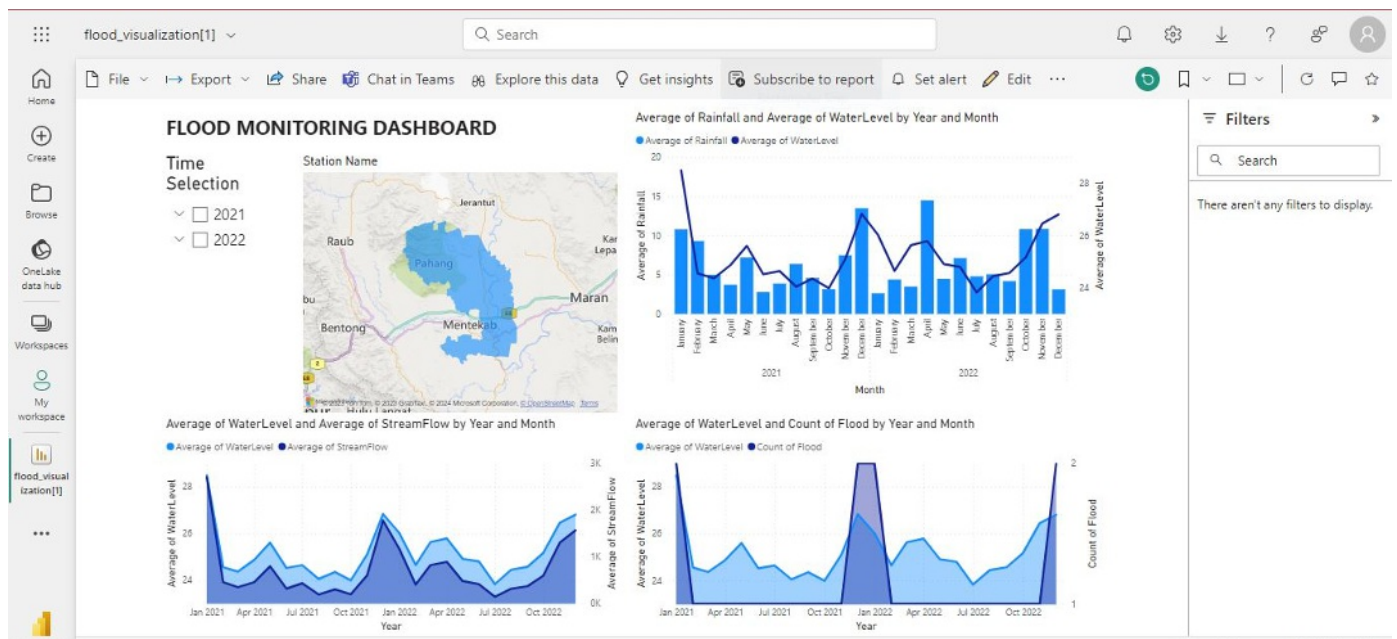 flood_visualization[1]
Search
File
Export
Share
Chat in Teams
Explore this data
Get insights
Subscribe to report
Set alert
Edit
Home
Create
Browse
OneLake
data hub
Workspaces
My
workspace
flood_visual
ization[1]
FLOOD MONITORING DASHBOARD
Time
Selection
2021
2022
Station Name
Jerantut
Raub
Pahang
Kar
Lepa
Maran
Bentong
Mentekab
Kam
Belin
8
© 2024 Microsoft Corporation, © OpenStreetMap Terms
Average of Rainfall and Average of WaterLevel by Year and Month
Average of Rainfall Average of WaterLevel
Average of Rainfall
20
15
10
5
0
Average of WaterLevel
28
26
24
January February March April May June July August September October November December January February March April May June July August September October November December
2021 2022
Month
Average of WaterLevel and Average of StreamFlow by Year and Month
Average of WaterLevel Average of StreamFlow
Average of WaterLevel
28
26
24
Average of StreamFlow
3K
2K
1K
0K
Jan 2021 Apr 2021 Jul 2021 Oct 2021 Jan 2022 Apr 2022 Jul 2022 Oct 2022
Year
Average of WaterLevel and Count of Flood by Year and Month
Average of WaterLevel Count of Flood
Average of WaterLevel
28
26
24
Count of Flood
2
1
Jan 2021 Apr 2021 Jul 2021 Oct 2021 Jan 2022 Apr 2022 Jul 2022 Oct 2022
Year
Filters
Search
There aren't any filters to display.